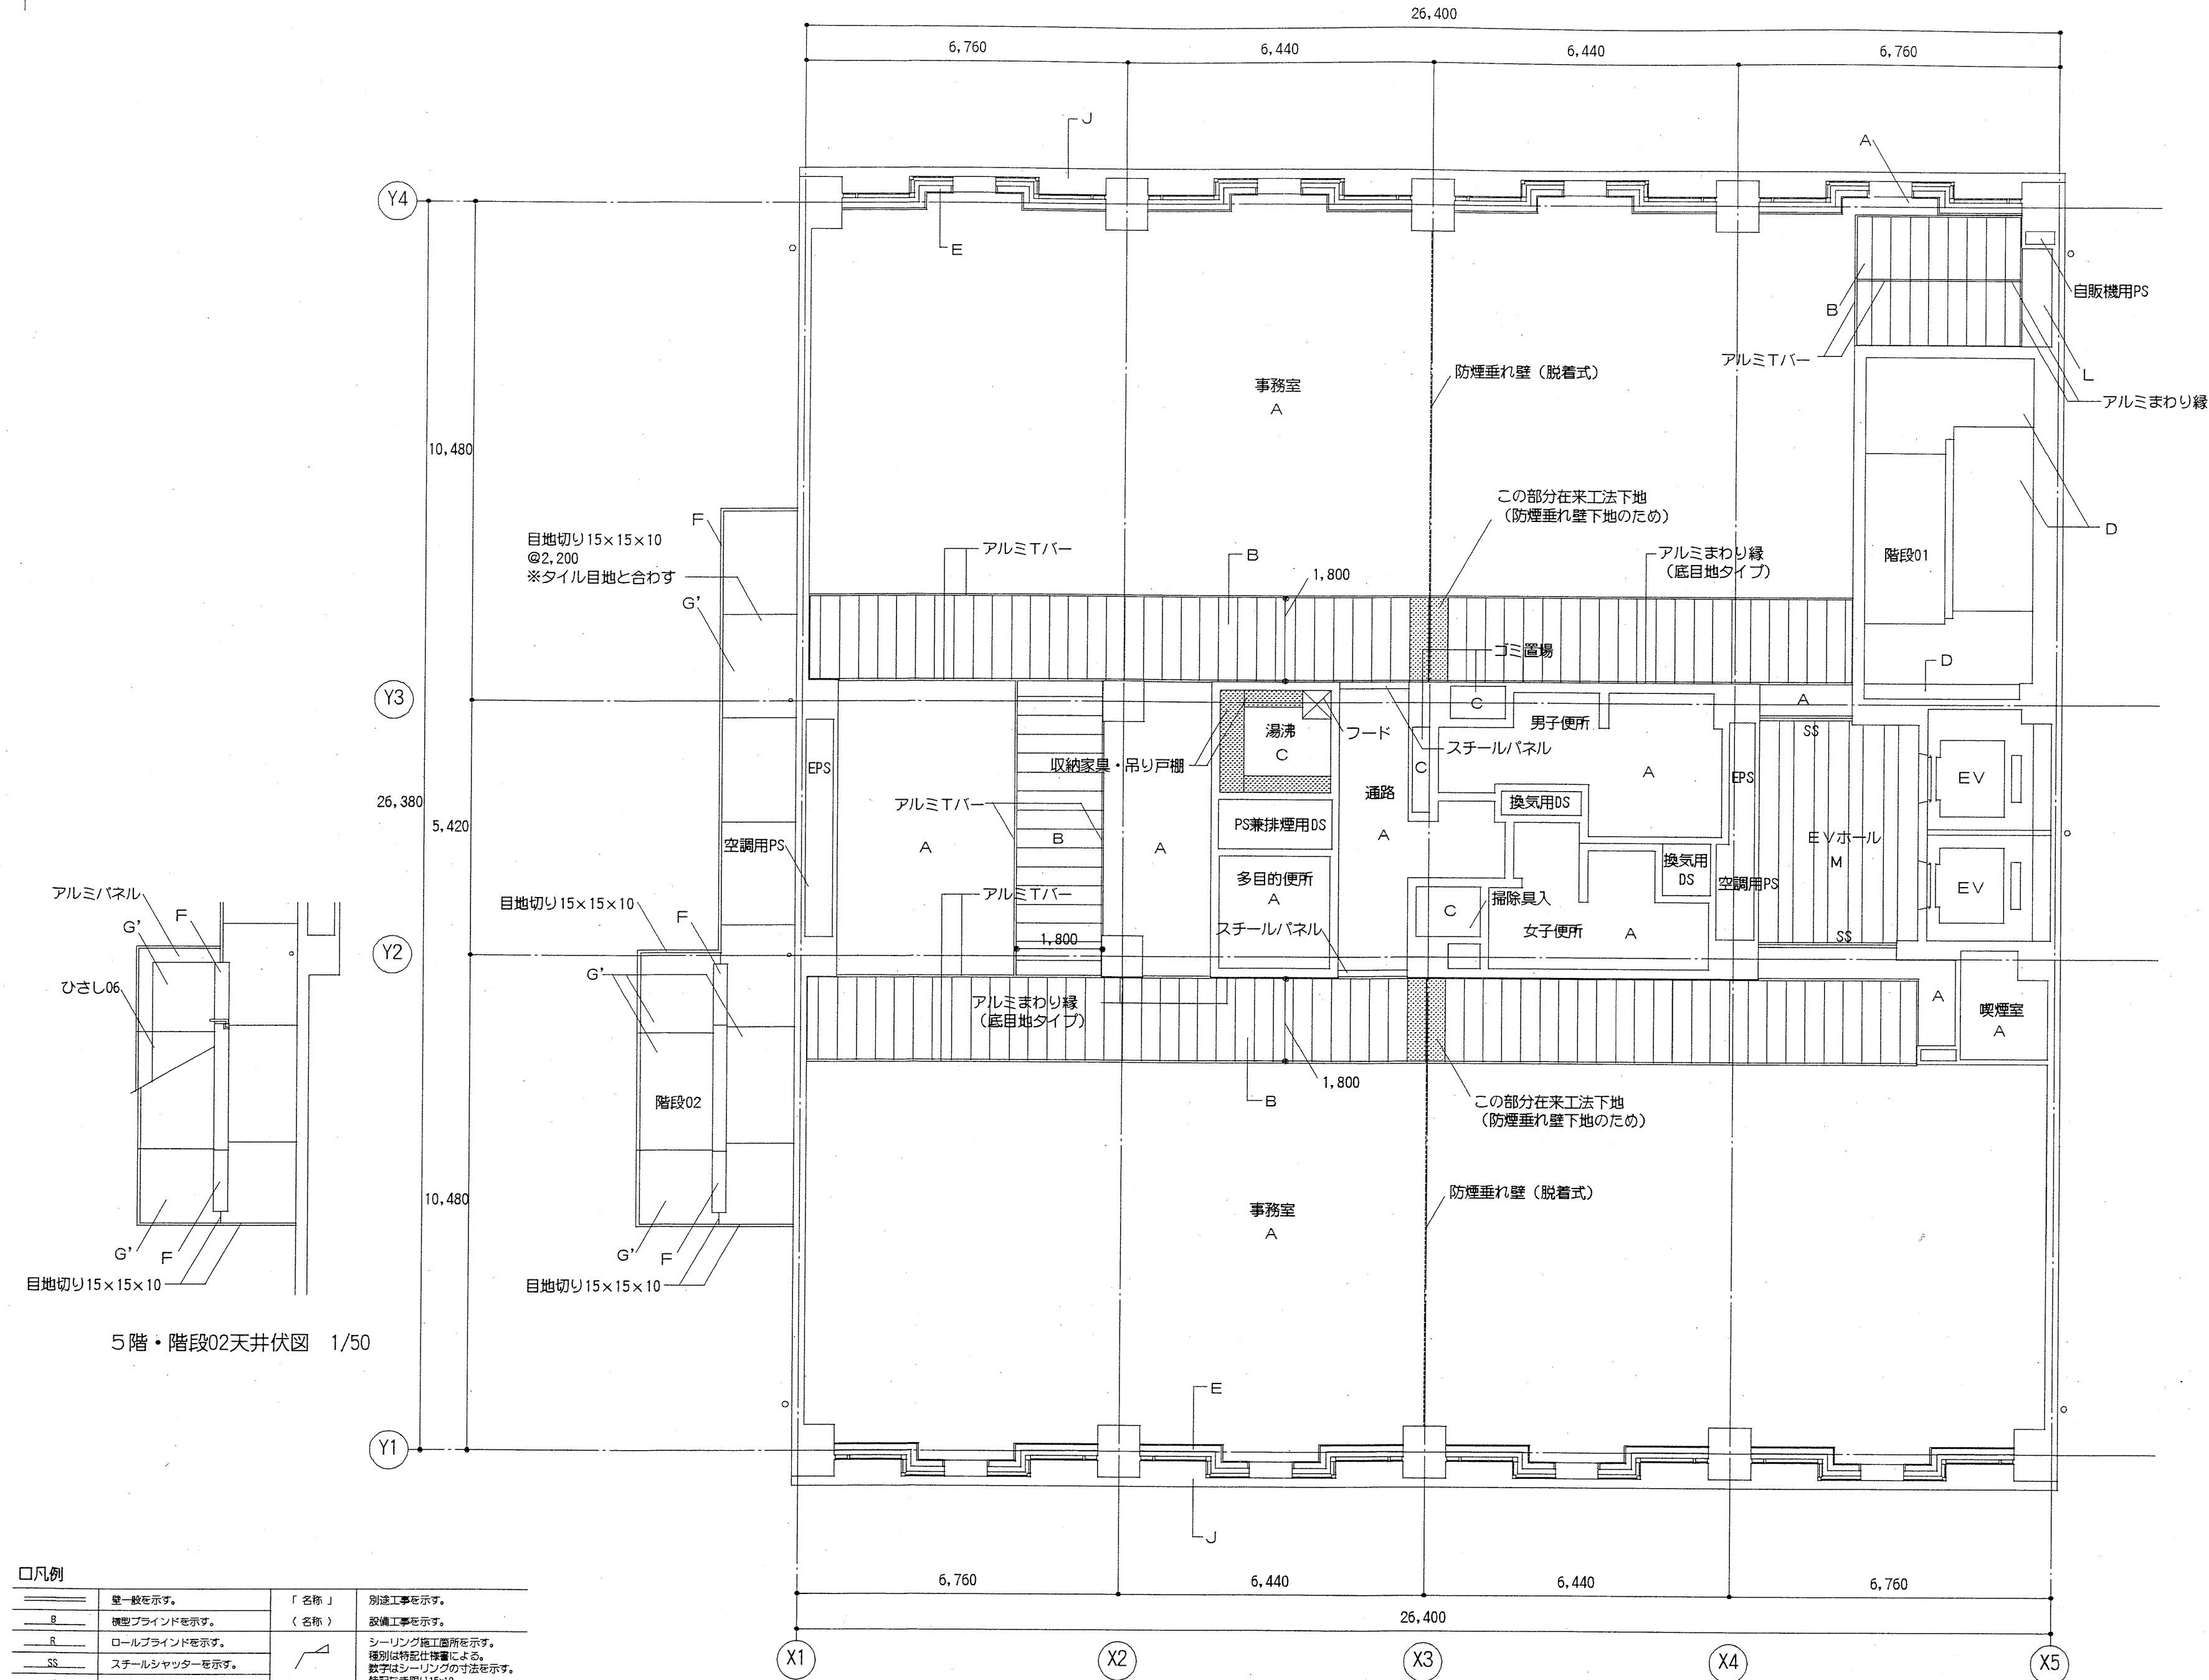 26,400
6,760
6,440
6,440
6,760
J
A
Y4
E
自販機用PS
B
アルミTバー
L
アルミまわり縁
防煙垂れ壁（脱着式）
事務室
A
10,480
この部分在来工法下地
（防煙垂れ壁下地のため）
F
目地切り15×15×10
@2,200
※タイル目地と合わす
G'
アルミTバー
B
1,800
アルミまわり縁
（底目地タイプ）
D
階段01
ゴミ置場
D
Y3
C
男子便所
A
SS
湯沸
C
フード
スチールパネル
収納家具・吊り戸棚
EPS
C
A
EPS
EV
通路
換気用DS
26,380
5,420
アルミTバー
PS兼排煙用DS
A
B
A
A
空調用PS
EVホール
M
換気用
DS
空調用PS
EV
多目的便所
A
アルミパネル
G'
F
目地切り15×15×10
F
アルミTバー
掃除具入
C
スチールパネル
女子便所
A
SS
1,800
Y2
G'
ひさし06
アルミまわり縁
（底目地タイプ）
A
喫煙室
A
1,800
B
階段02
この部分在来工法下地
（防煙垂れ壁下地のため）
10,480
防煙垂れ壁（脱着式）
事務室
A
G'
F
目地切り15×15×10
G'
F
目地切り15×15×10
5階・階段02天井伏図 1/50
E
Y1
J
6,760
6,440
6,440
6,760
26,400
X1
X2
X3
X4
X5
□凡例
壁一般を示す。
「 名称 」
別途工事を示す。
B
横型ブラインドを示す。
〈 名称 〉
設備工事を示す。
R
ロールブラインドを示す。
シーリング施工箇所を示す。
種別は特記仕様書による。
数字はシーリングの寸法を示す。
SS
スチールシャッターを示す。